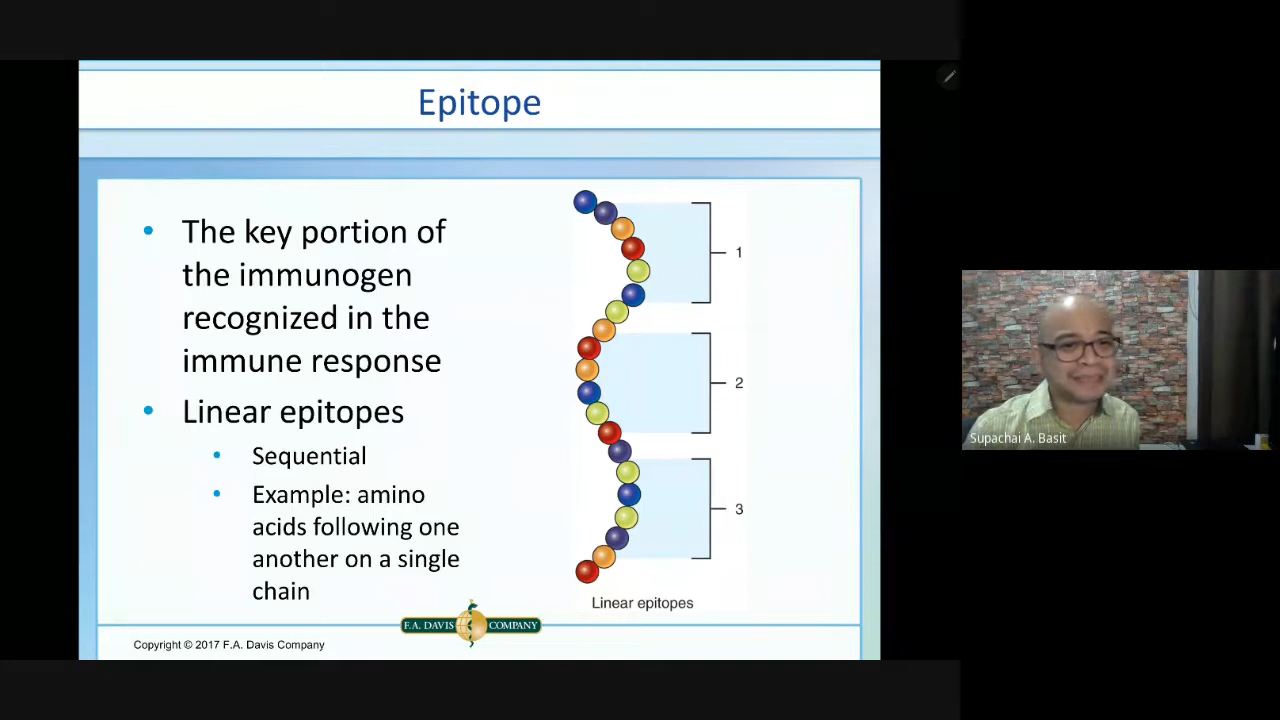 Epitope
• The key portion of
the immunogen
recognized in the
immune response
• Linear epitopes
• Sequential
• Example: amino
acids following one
another on a single
chain
1
2
3
Linear epitopes
F.A. DAVIS COMPANY
Copyright © 2017 F.A. Davis Company
Supachai A. Basit